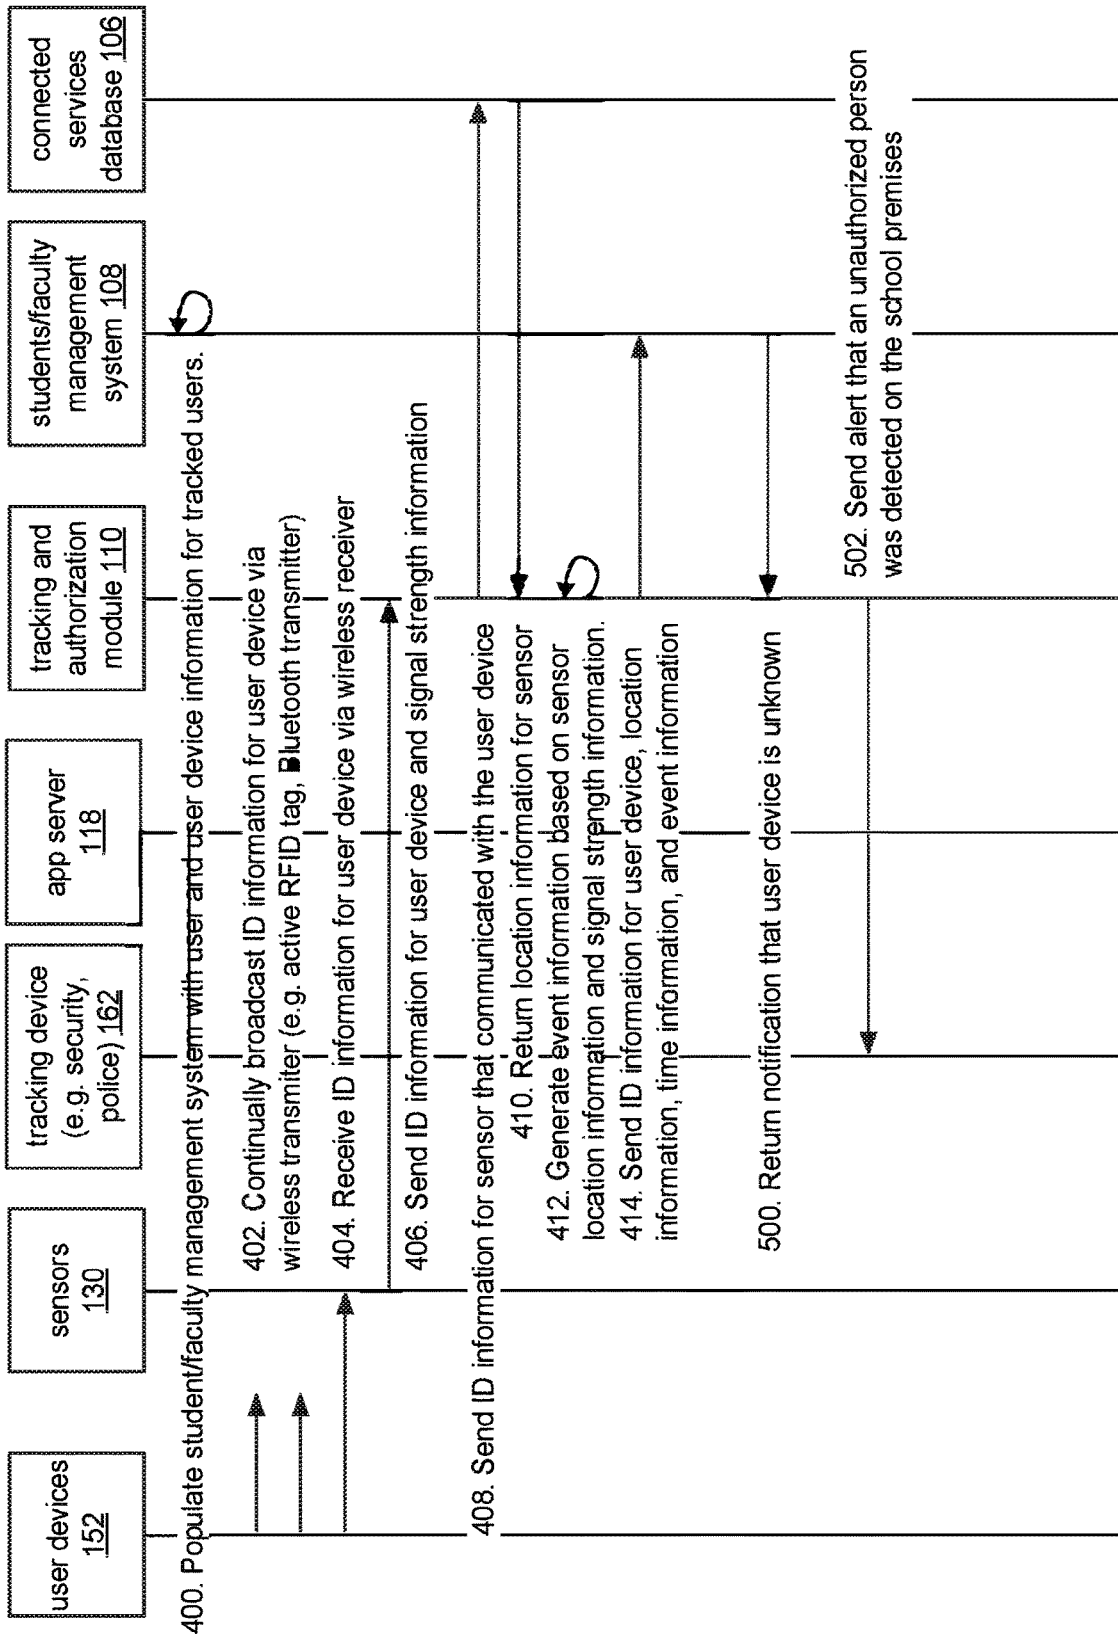 user devices
152
sensors
130
tracking device
(e.g. security,
police) 162
app server
118
tracking and
authorization
module 110
students/faculty
management
system 108
connected
services
database 106
400. Populate student/faculty management system with user and user device information for tracked users.
402. Continually broadcast ID information for user device via
wireless transmiter (e.g. active RFID tag, Bluetooth transmitter)
404. Receive ID information for user device via wireless receiver
406. Send ID information for user device and signal strength information
408. Send ID information for sensor that communicated with the user device
410. Return location information for sensor
412. Generate event information based on sensor
location information and signal strength information.
414. Send ID information for user device, location
information, time information, and event information
500. Return notification that user device is unknown
502. Send alert that an unauthorized person
was detected on the school premises